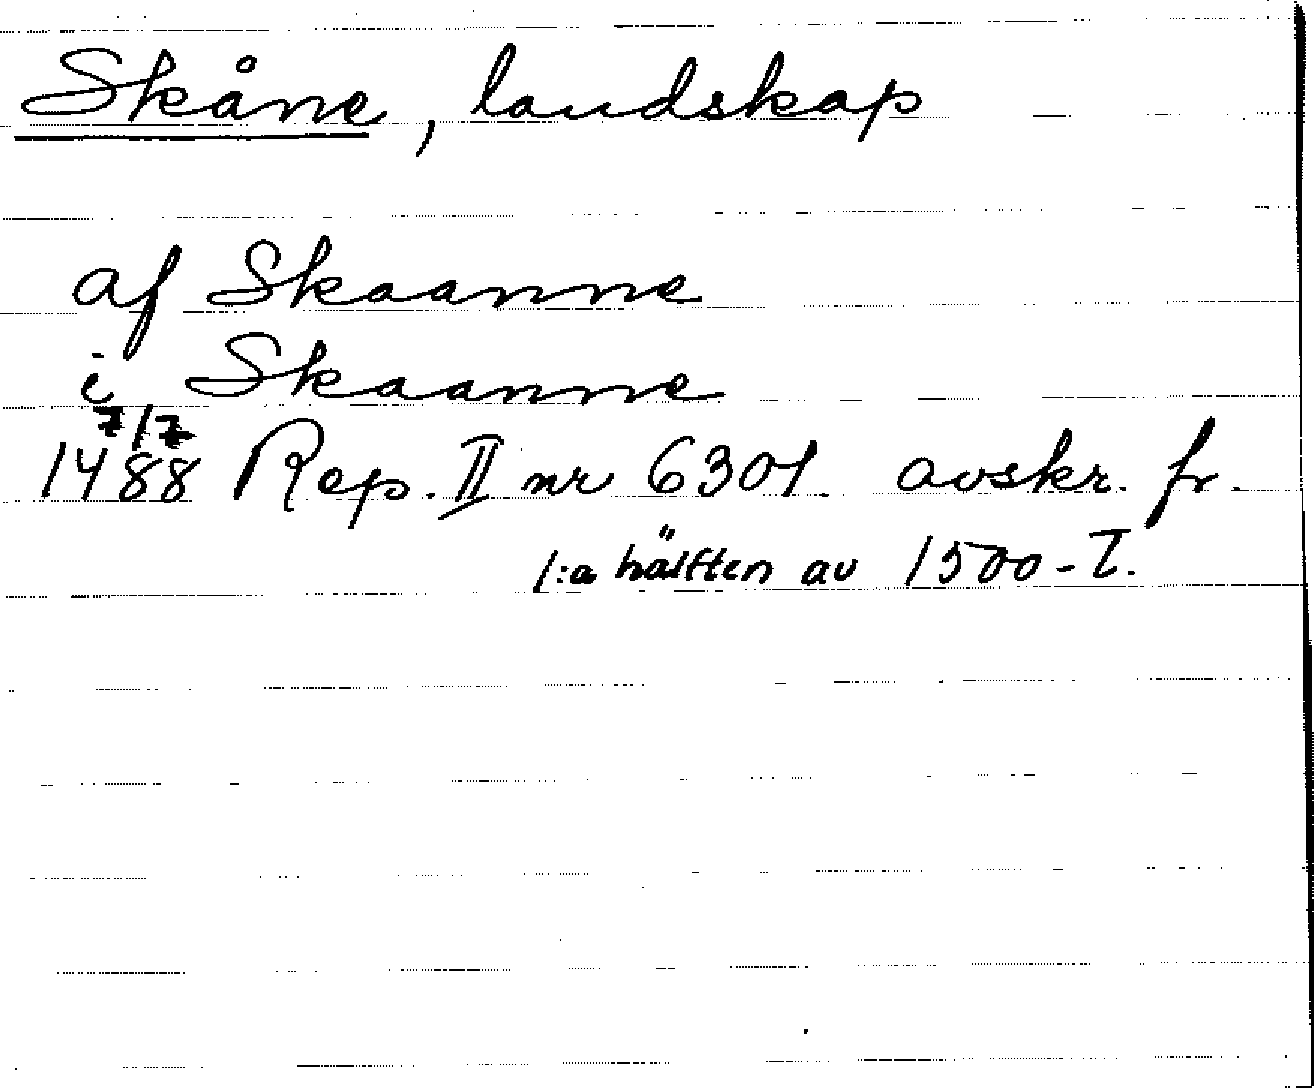 Skåne, landskap
af Skaanne
i Skaanne
7/7
1488 Rep. II nr 6301. avskr. fr.
1:a hälften av 1500-t.